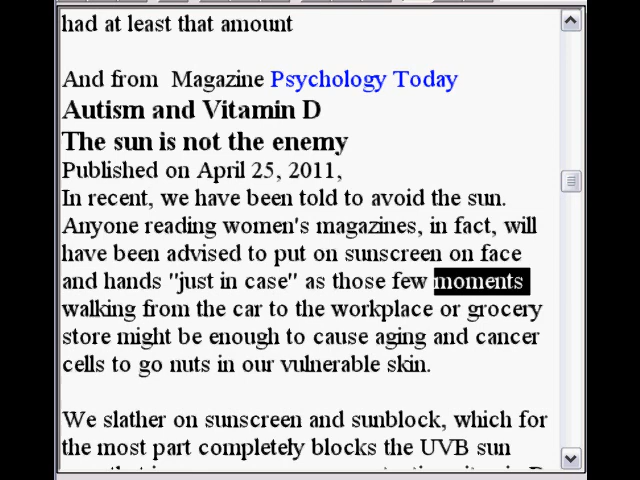 had at least that amount
And from Magazine Psychology Today
Autism and Vitamin D
The sun is not the enemy
Published on April 25, 2011,
In recent, we have been told to avoid the sun.
Anyone reading women's magazines, in fact, will
have been advised to put on sunscreen on face
and hands "just in case" as those few moments
walking from the car to the workplace or grocery
store might be enough to cause aging and cancer
cells to go nuts in our vulnerable skin.
We slather on sunscreen and sunblock, which for
the most part completely blocks the UVB sun